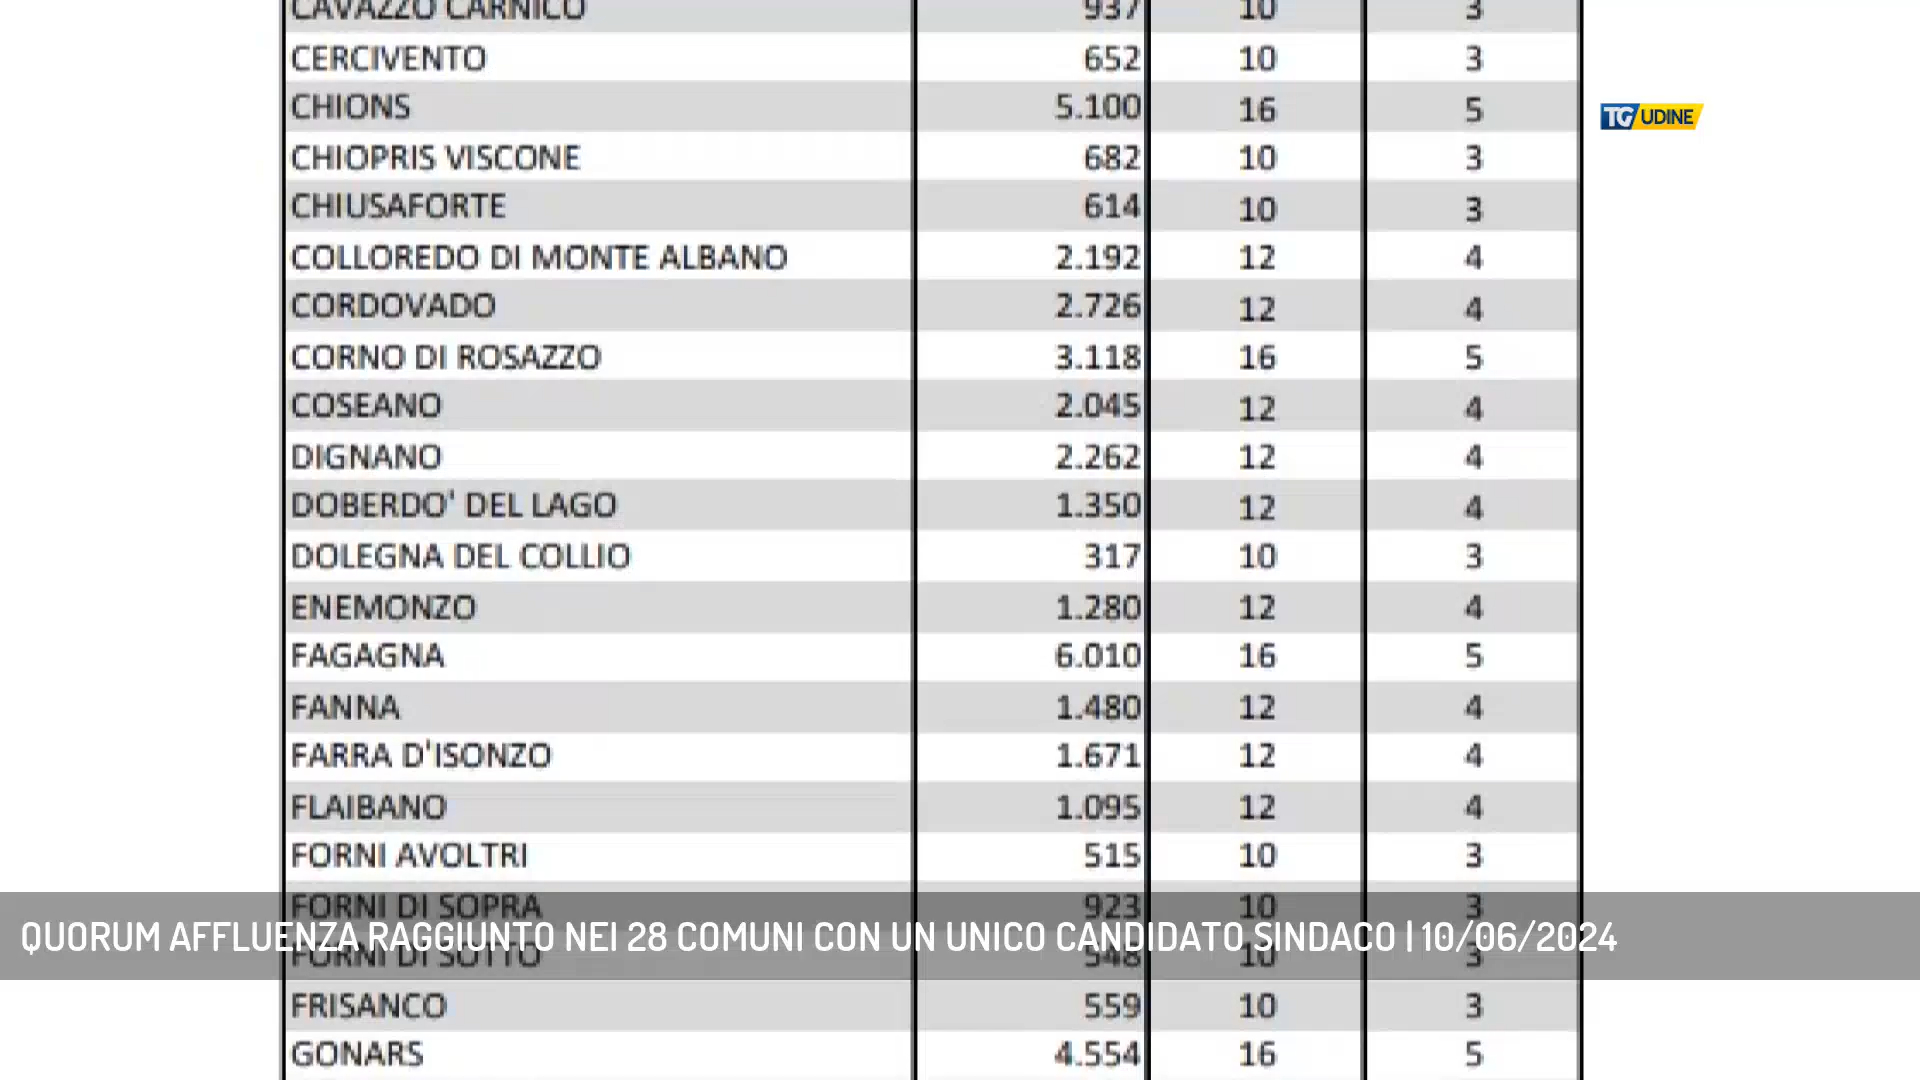 CAVAZZO CARNICO 937 10 3
CERCIVENTO 652 10 3
CHIONS 5.100 16 5
TG UDINE
CHIOPRIS VISCONE 682 10 3
CHIUSAFORTE 614 10 3
COLLOREDO DI MONTE ALBANO 2.192 12 4
CORDOVADO 2.726 12 4
CORNO DI ROSAZZO 3.118 16 5
COSEANO 2.045 12 4
DIGNANO 2.262 12 4
DOBERDO' DEL LAGO 1.350 12 4
DOLEGNA DEL COLLIO 317 10 3
ENEMONZO 1.280 12 4
FAGAGNA 6.010 16 5
FANNA 1.480 12 4
FARRA D'ISONZO 1.671 12 4
FLAIBANO 1.095 12 4
FORNI AVOLTRI 515 10 3
FORNI DI SOPRA 923 10 3
QUORUM AFFLUENZA RAGGIUNTO NEI 28 COMUNI CON UN UNICO CANDIDATO SINDACO | 10/06/2024
FORNI DI SOTTO 548 10 3
FRISANCO 559 10 3
GONARS 4.554 16 5